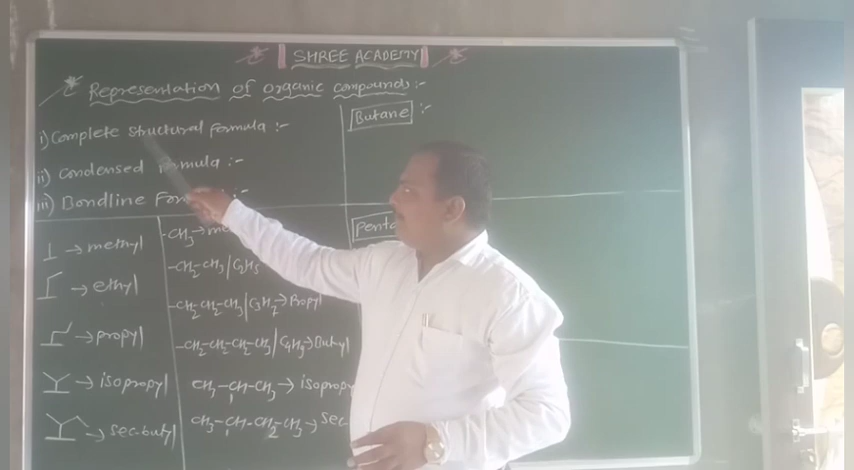 SHREE ACADEMY
Representation of organic compounds :-
i) Complete structural formula :-
ii) Condensed formula :-
iii) Bondline For :-
Butane :-
Penta
→ methyl
→ ethyl
→ propyl
→ isopropyl
→ sec-butyl
-CH3 → me
-CH2-CH3 / C2H5
-CH2-CH2-CH3 / C3H7 → Propyl
-CH2-CH2-CH2-CH3 / C4H9 → Butyl
CH3-CH-CH3 → isopropy
CH3-CH-CH2-CH3 → sec